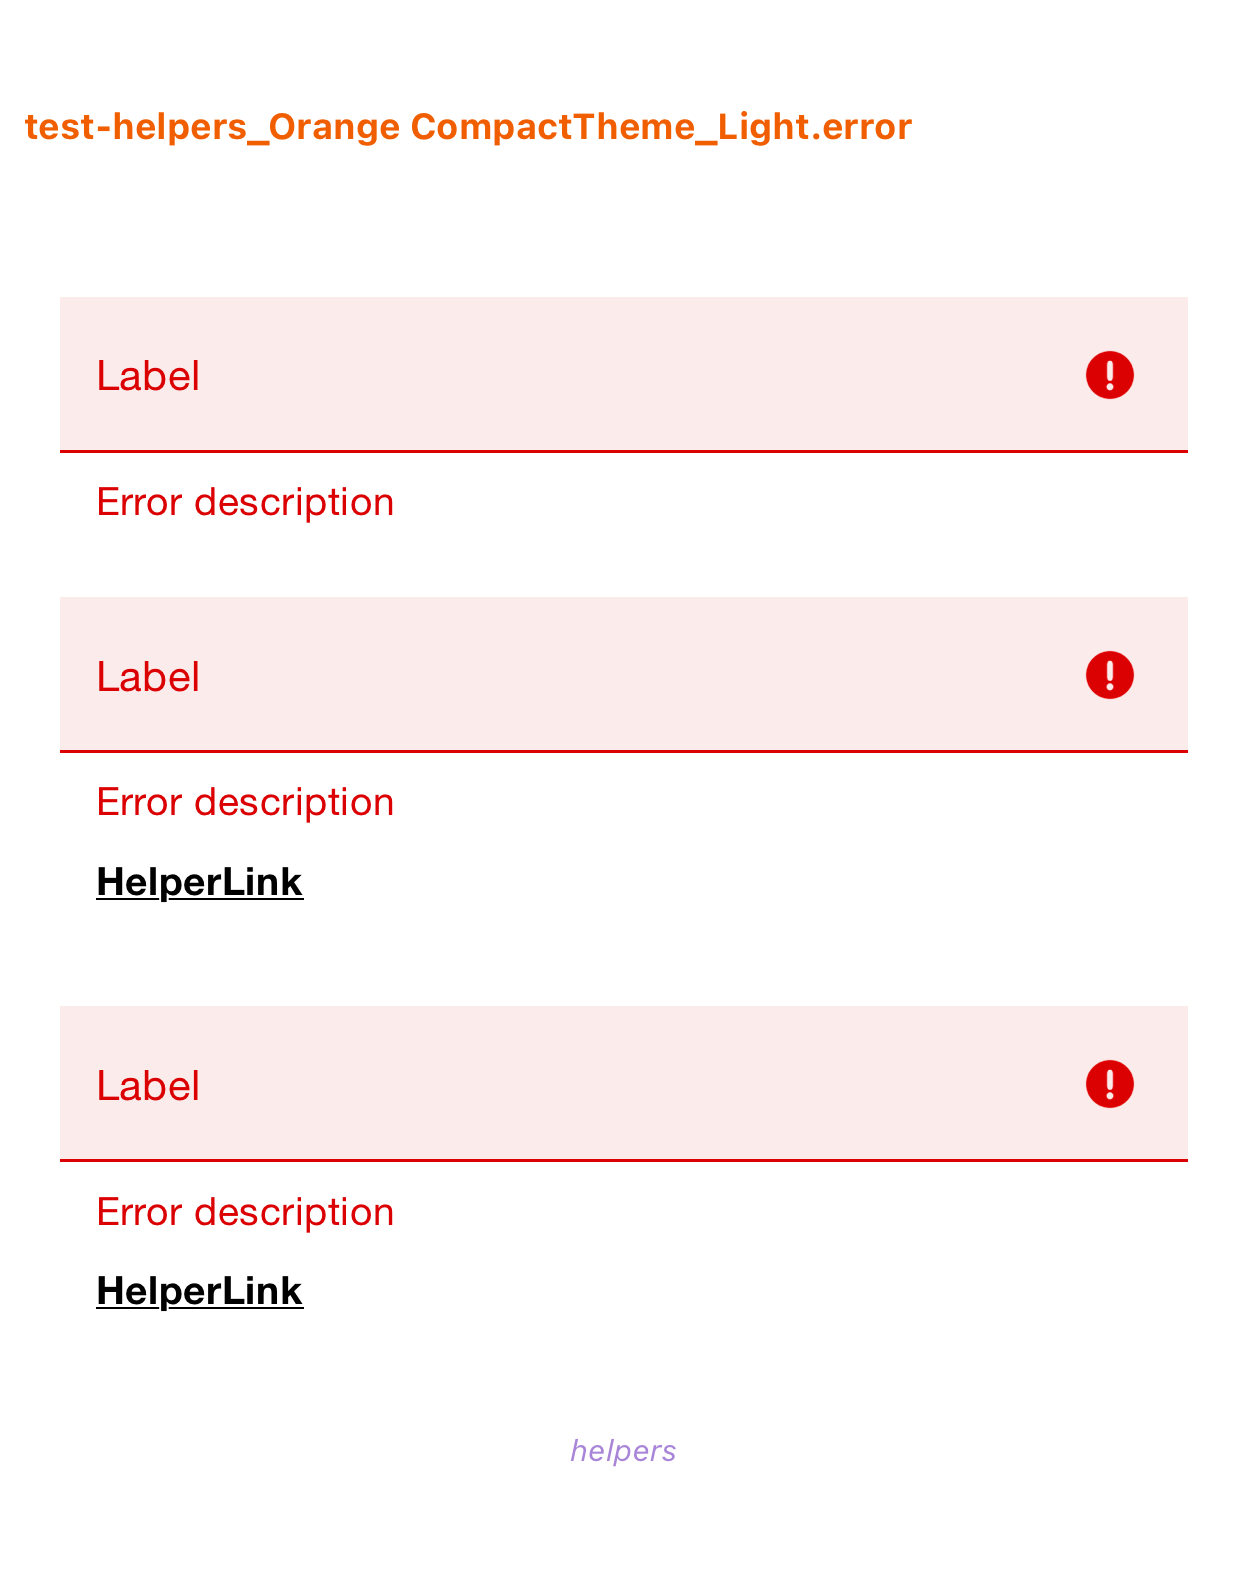 test-helpers_Orange CompactTheme_Light.error
Label
Error description
Label
Error description
HelperLink
Label
Error description
HelperLink
helpers